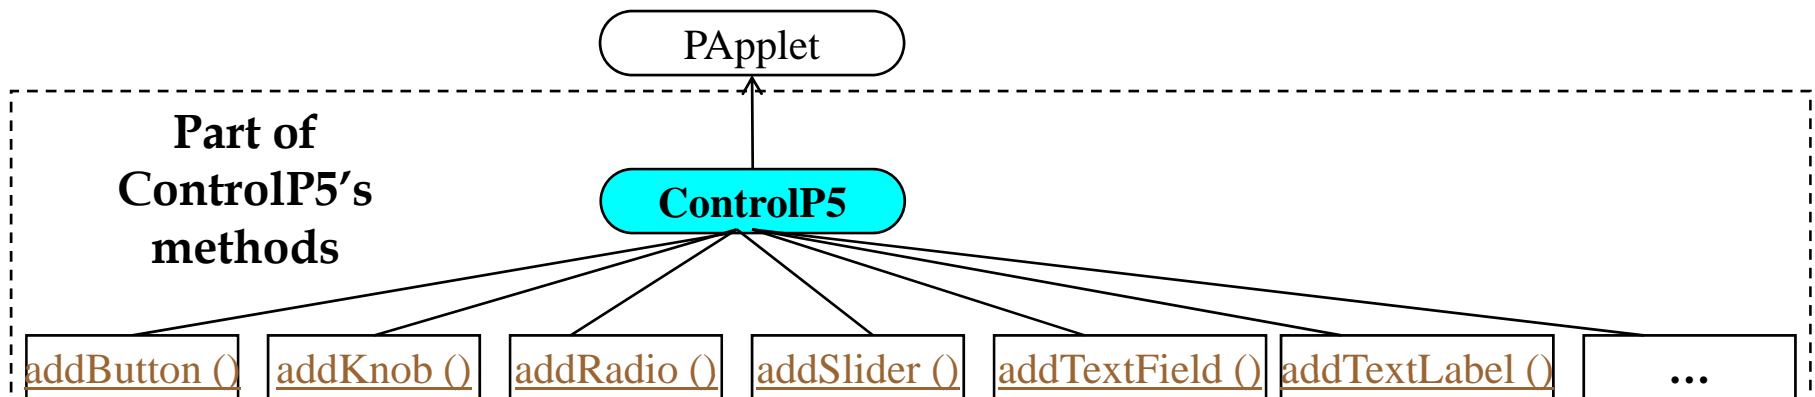 PApplet
Part of
ControlP5’s
methods
ControlP5
addButton ()
addKnob ()
addRadio ()
addSlider ()
addTextField ()
addTextLabel ()
...